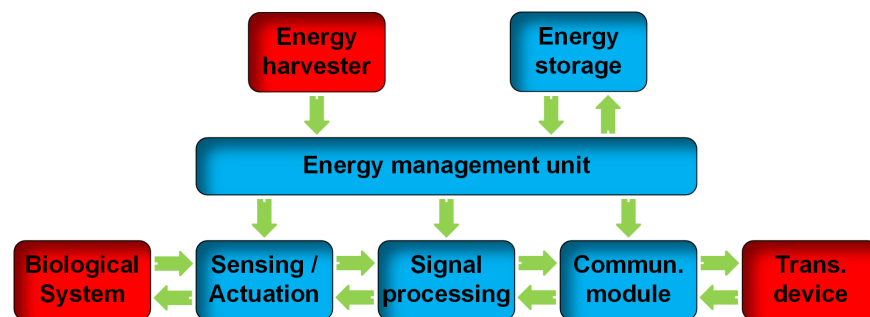 Energy
harvester
Energy
storage
Energy management unit
Biological
System
Sensing /
Actuation
Signal
processing
Commun.
module
Trans.
device